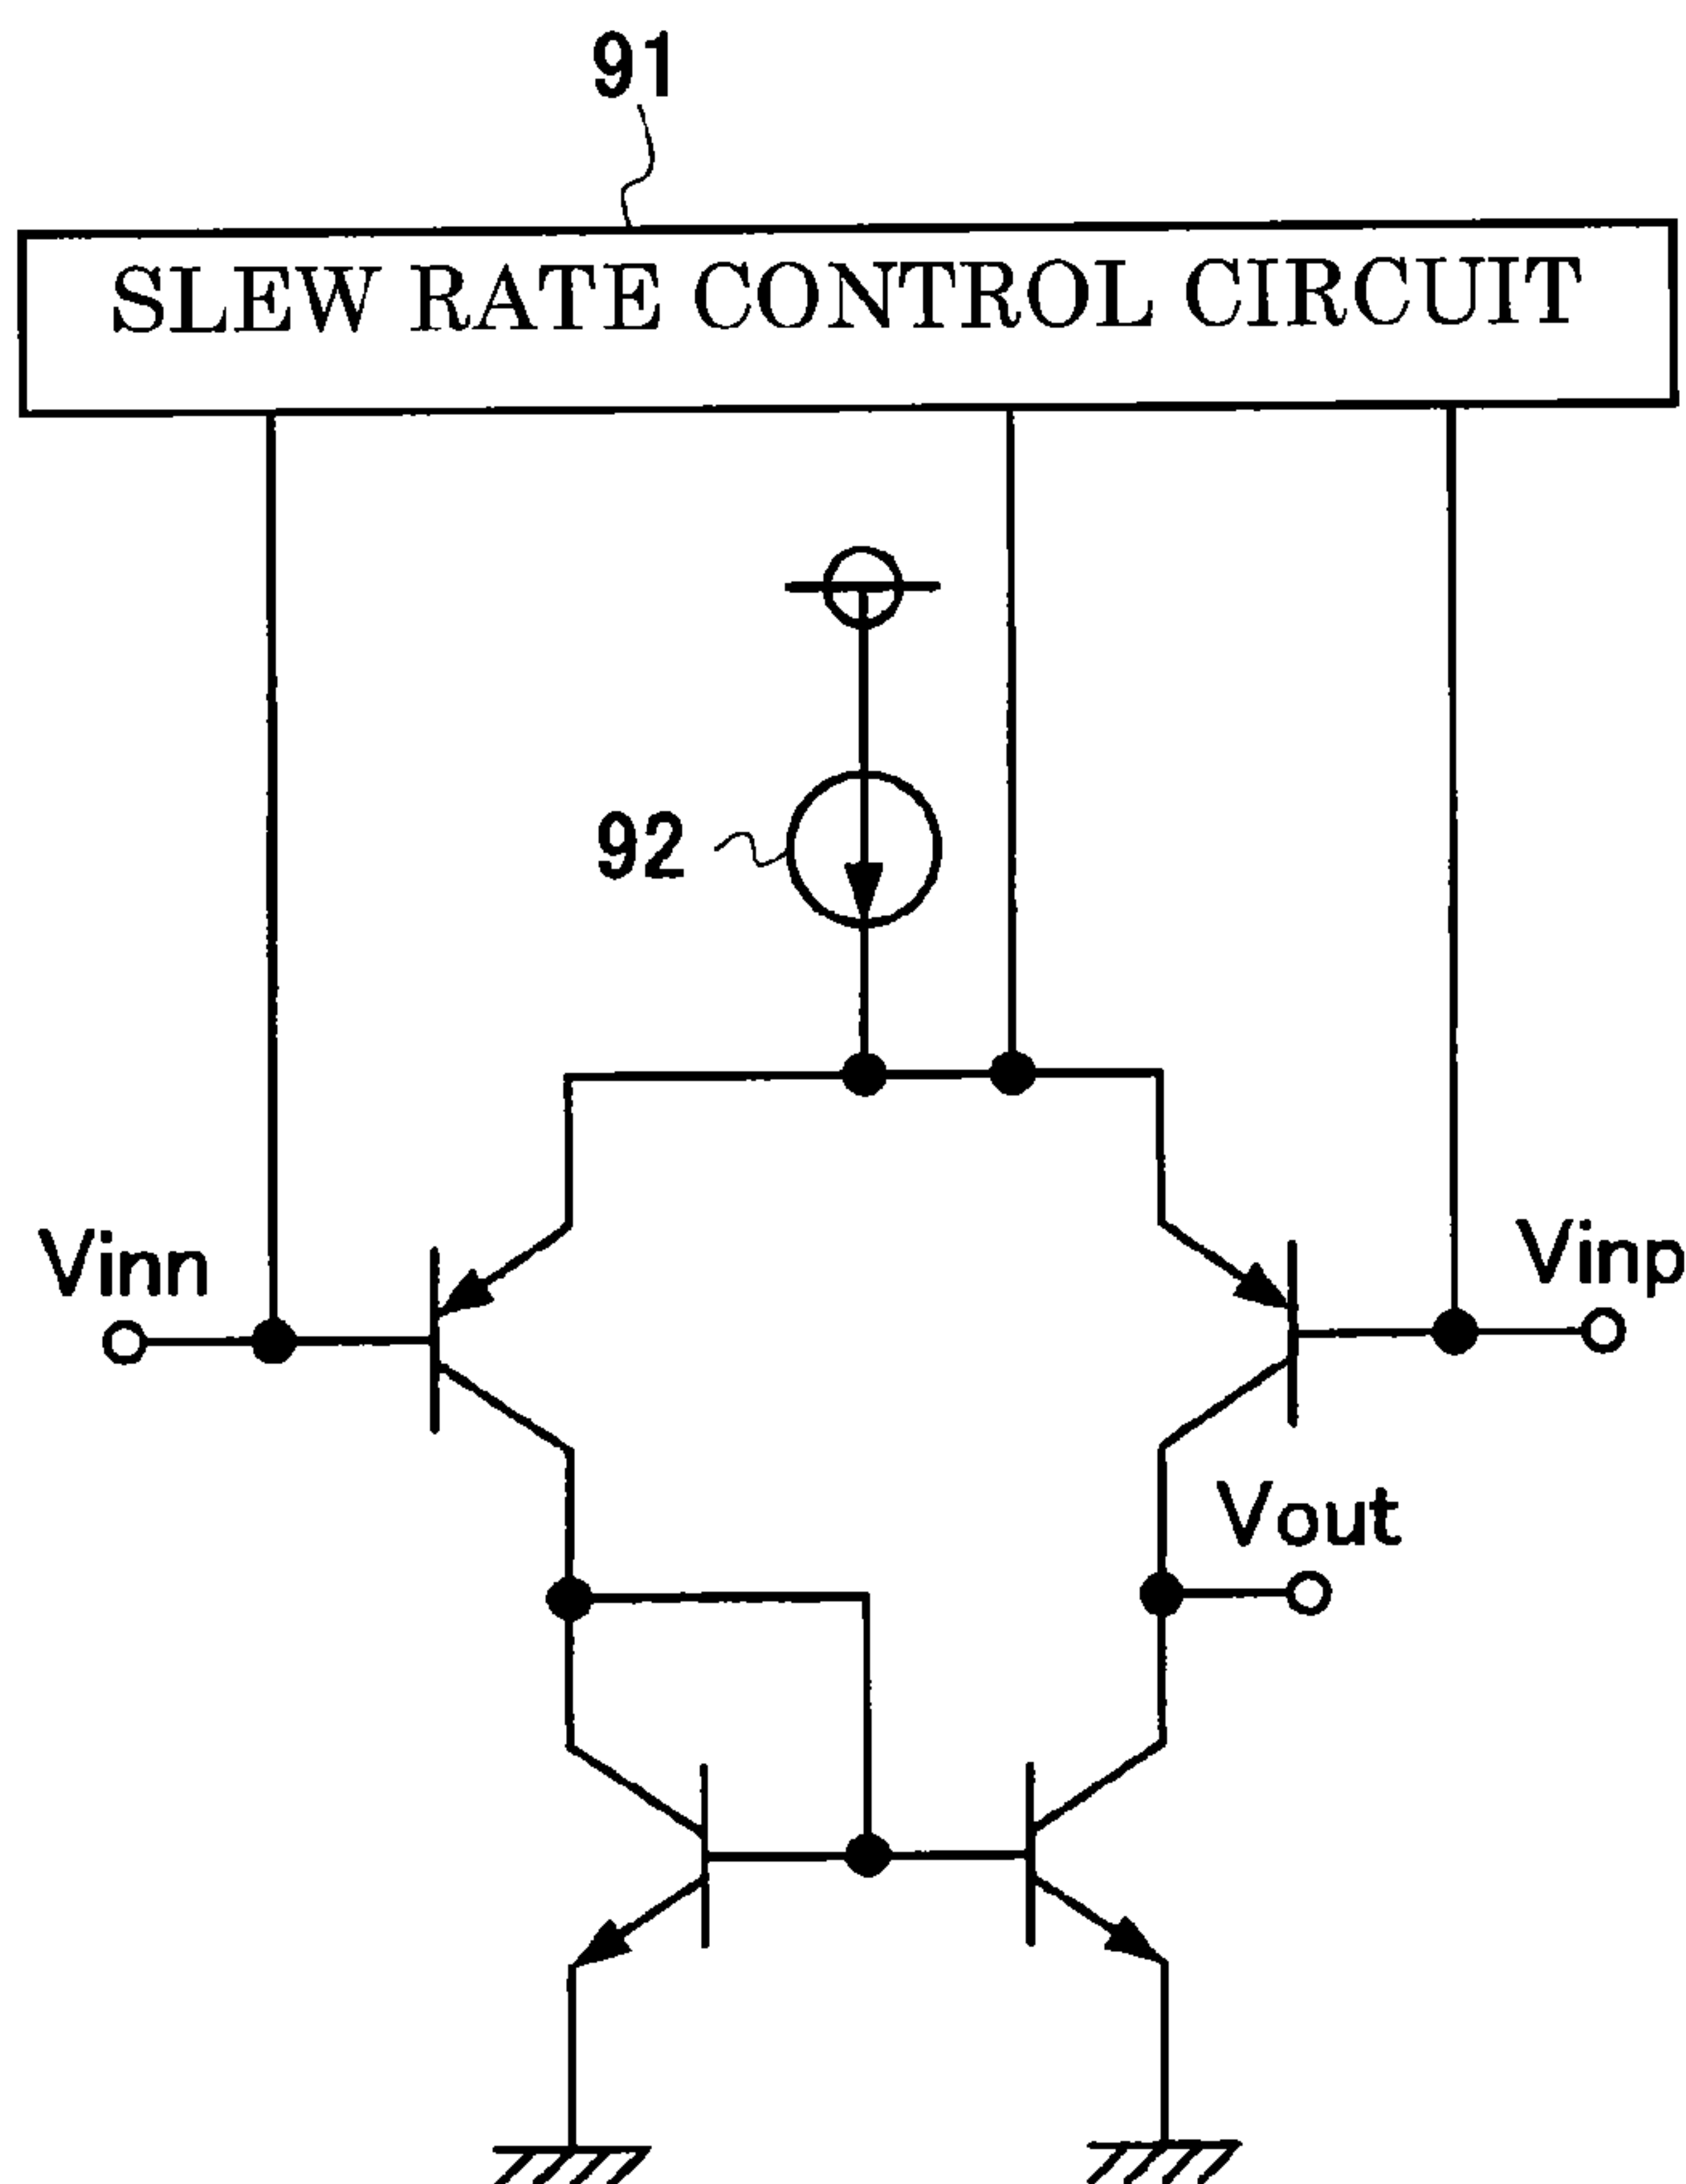 91
SLEW RATE CONTROL CIRCUIT
92
Vinn
Vinp
Vout